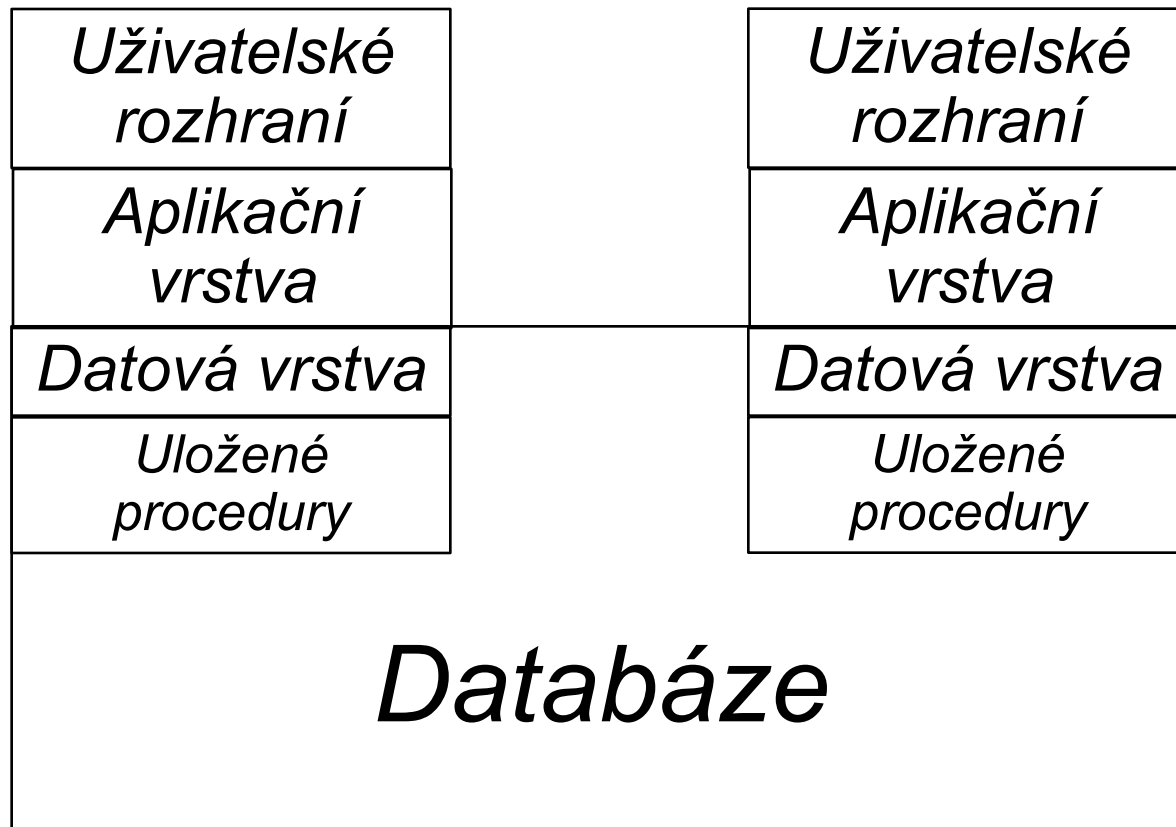 Uživatelské
rozhraní
Aplikační
vrstva
Datová vrstva
Uložené
procedury
Uživatelské
rozhraní
Aplikační
vrstva
Datová vrstva
Uložené
procedury
Databáze